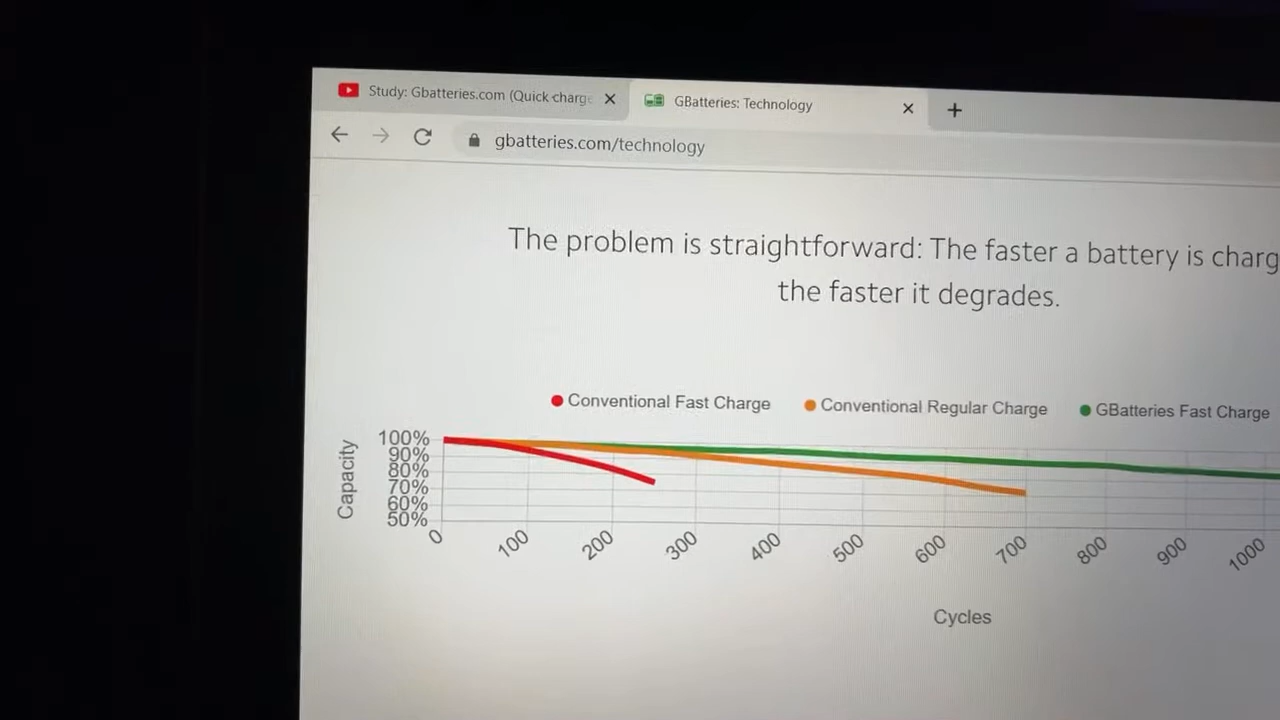 Study: Gbatteries.com (Quick charge
GBatteries: Technology
gbatteries.com/technology
The problem is straightforward: The faster a battery is charg
the faster it degrades.
Conventional Fast Charge
Conventional Regular Charge
GBatteries Fast Charge
Capacity
100%
90%
80%
70%
60%
50%
0
100
200
300
400
500
600
700
800
900
1000
Cycles